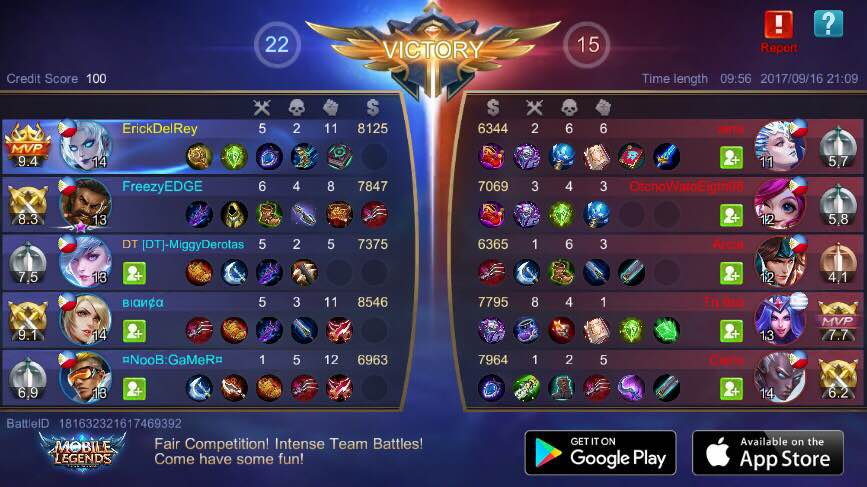 22
VICTORY
15
Report
Credit Score 100
Time length 09:56 2017/09/16 21:09
MVP 9.4 14 ErickDelRey 5 2 11 8125
8.3 13 FreezyEDGE 6 4 8 7847
7,5 13 DT [DT]-MiggyDerotas 5 2 5 7375
9.1 14 вιαи¢α 5 3 11 8546
6,9 13 ¤NooB:GaMeR¤ 1 5 12 6963
6344 2 6 6 11 5,7
7069 3 4 3 OtchoWatoEight08 12 5,8
6365 1 6 3 12 4,1
7795 8 4 1 13 MVP 7.7
7964 1 2 5 14 6.2
BattleID 181632321617469392
MOBILE
LEGENDS
Fair Competition! Intense Team Battles!
Come have some fun!
GET IT ON
Google Play
Available on the
App Store